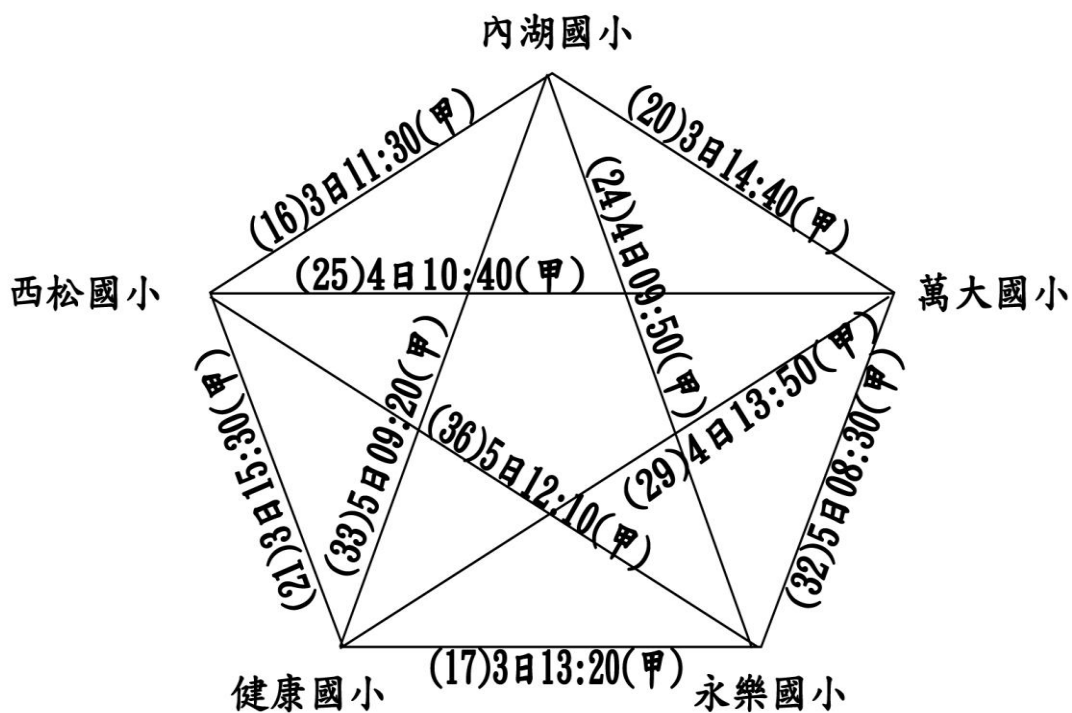 內湖國小
(16)3日11:30(甲)
(20)3日14:40(甲)
(24)4日09:50(甲)
西松國小
(25)4日10:40(甲)
萬大國小
(21)3日15:30(甲)
(33)5日09:20(甲)
(36)5日12:10(甲)
(29)4日13:50(甲)
(32)5日08:30(甲)
(17)3日13:20(甲)
健康國小
永樂國小